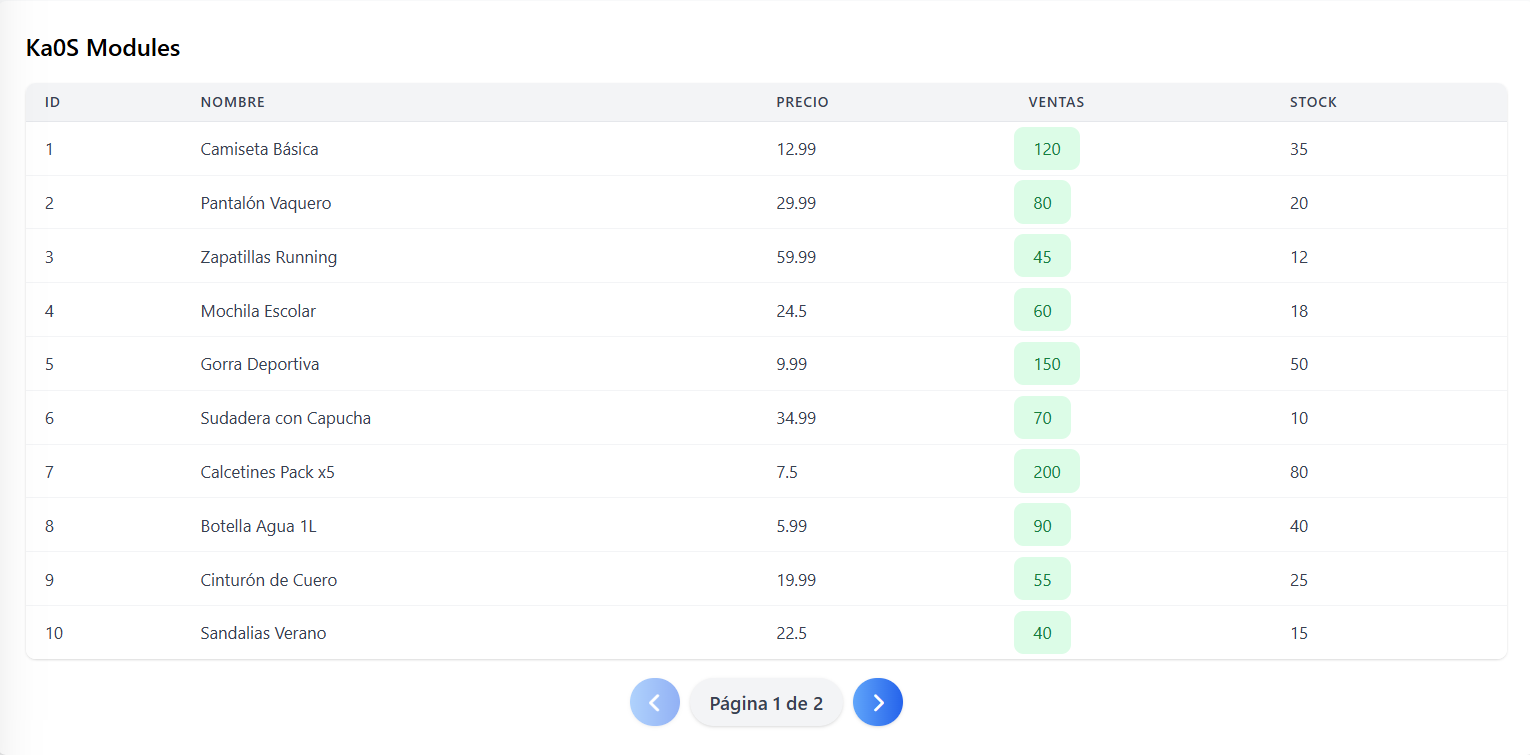 Ka0S Modules
ID NOMBRE PRECIO VENTAS STOCK
1 Camiseta Básica 12.99 120 35
2 Pantalón Vaquero 29.99 80 20
3 Zapatillas Running 59.99 45 12
4 Mochila Escolar 24.5 60 18
5 Gorra Deportiva 9.99 150 50
6 Sudadera con Capucha 34.99 70 10
7 Calcetines Pack x5 7.5 200 80
8 Botella Agua 1L 5.99 90 40
9 Cinturón de Cuero 19.99 55 25
10 Sandalias Verano 22.5 40 15
Página 1 de 2